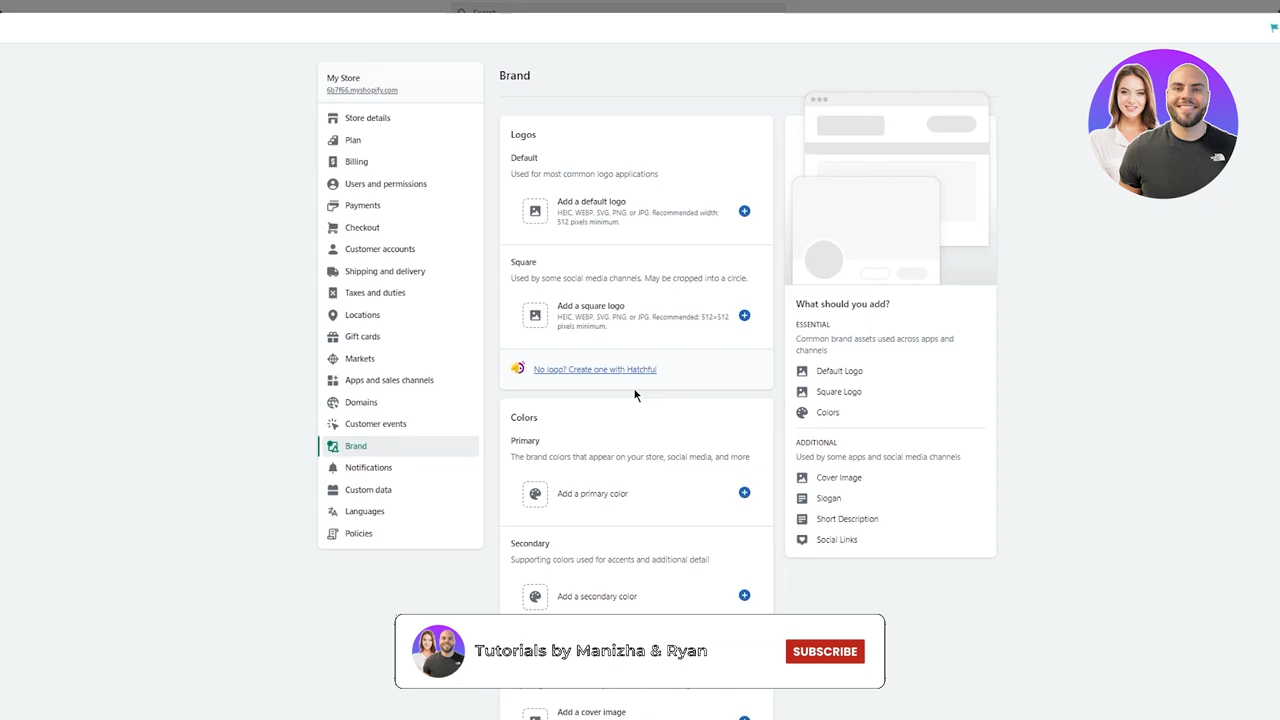 Search
My Store
6b7f66.myshopify.com
Store details
Plan
Billing
Users and permissions
Payments
Checkout
Customer accounts
Shipping and delivery
Taxes and duties
Locations
Gift cards
Markets
Apps and sales channels
Domains
Customer events
Brand
Notifications
Custom data
Languages
Policies
Brand
Logos
Default
Used for most common logo applications
Add a default logo
HEIC, WEBP, SVG, PNG, or JPG. Recommended width:
512 pixels minimum.
Square
Used by some social media channels. May be cropped into a circle.
Add a square logo
HEIC, WEBP, SVG, PNG, or JPG. Recommended: 512×512
pixels minimum.
No logo? Create one with Hatchful
Colors
Primary
The brand colors that appear on your store, social media, and more
Add a primary color
Secondary
Supporting colors used for accents and additional detail
Add a secondary color
Add a cover image
What should you add?
ESSENTIAL
Common brand assets used across apps and
channels
Default Logo
Square Logo
Colors
ADDITIONAL
Used by some apps and social media channels
Cover Image
Slogan
Short Description
Social Links
Tutorials by Manizha & Ryan
SUBSCRIBE